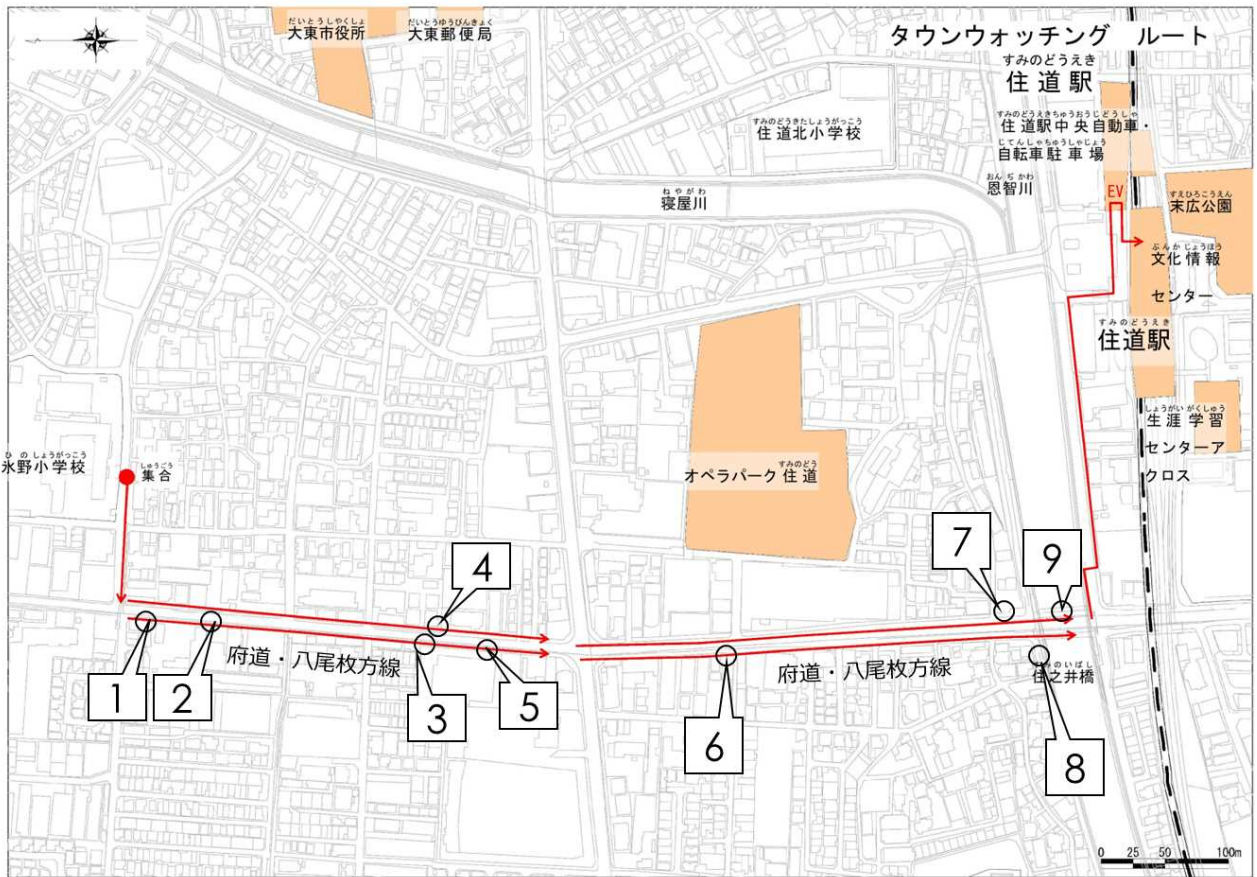 タウンウォッチング　ルート
だいとうしやくしょ
大東市役所
だいとうゆうびんきょく
大東郵便局
すみのどうえき
住道駅
すみのどうきたしょうがっこう
住道北小学校
すみのどうえきちゅうおうじどうしゃ
住道駅中央自動車・
じてんしゃちゅうしゃじょう
自転車駐車場
おんぢかわ
恩智川
ねやがわ
寝屋川
EV
すえひろこうえん
末広公園
ぶんかじょうほう
文化情報
センター
すみのどうえき
住道駅
しょうがいがくしゅう
生涯学習
センターア
クロス
ひのしょうがっこう
氷野小学校
しゅうごう
集合
すみのどう
オペラパーク住道
4
7
9
府道・八尾枚方線
府道・八尾枚方線
すみのいばし
住之井橋
1
2
3
5
6
8
0 25 50 100m